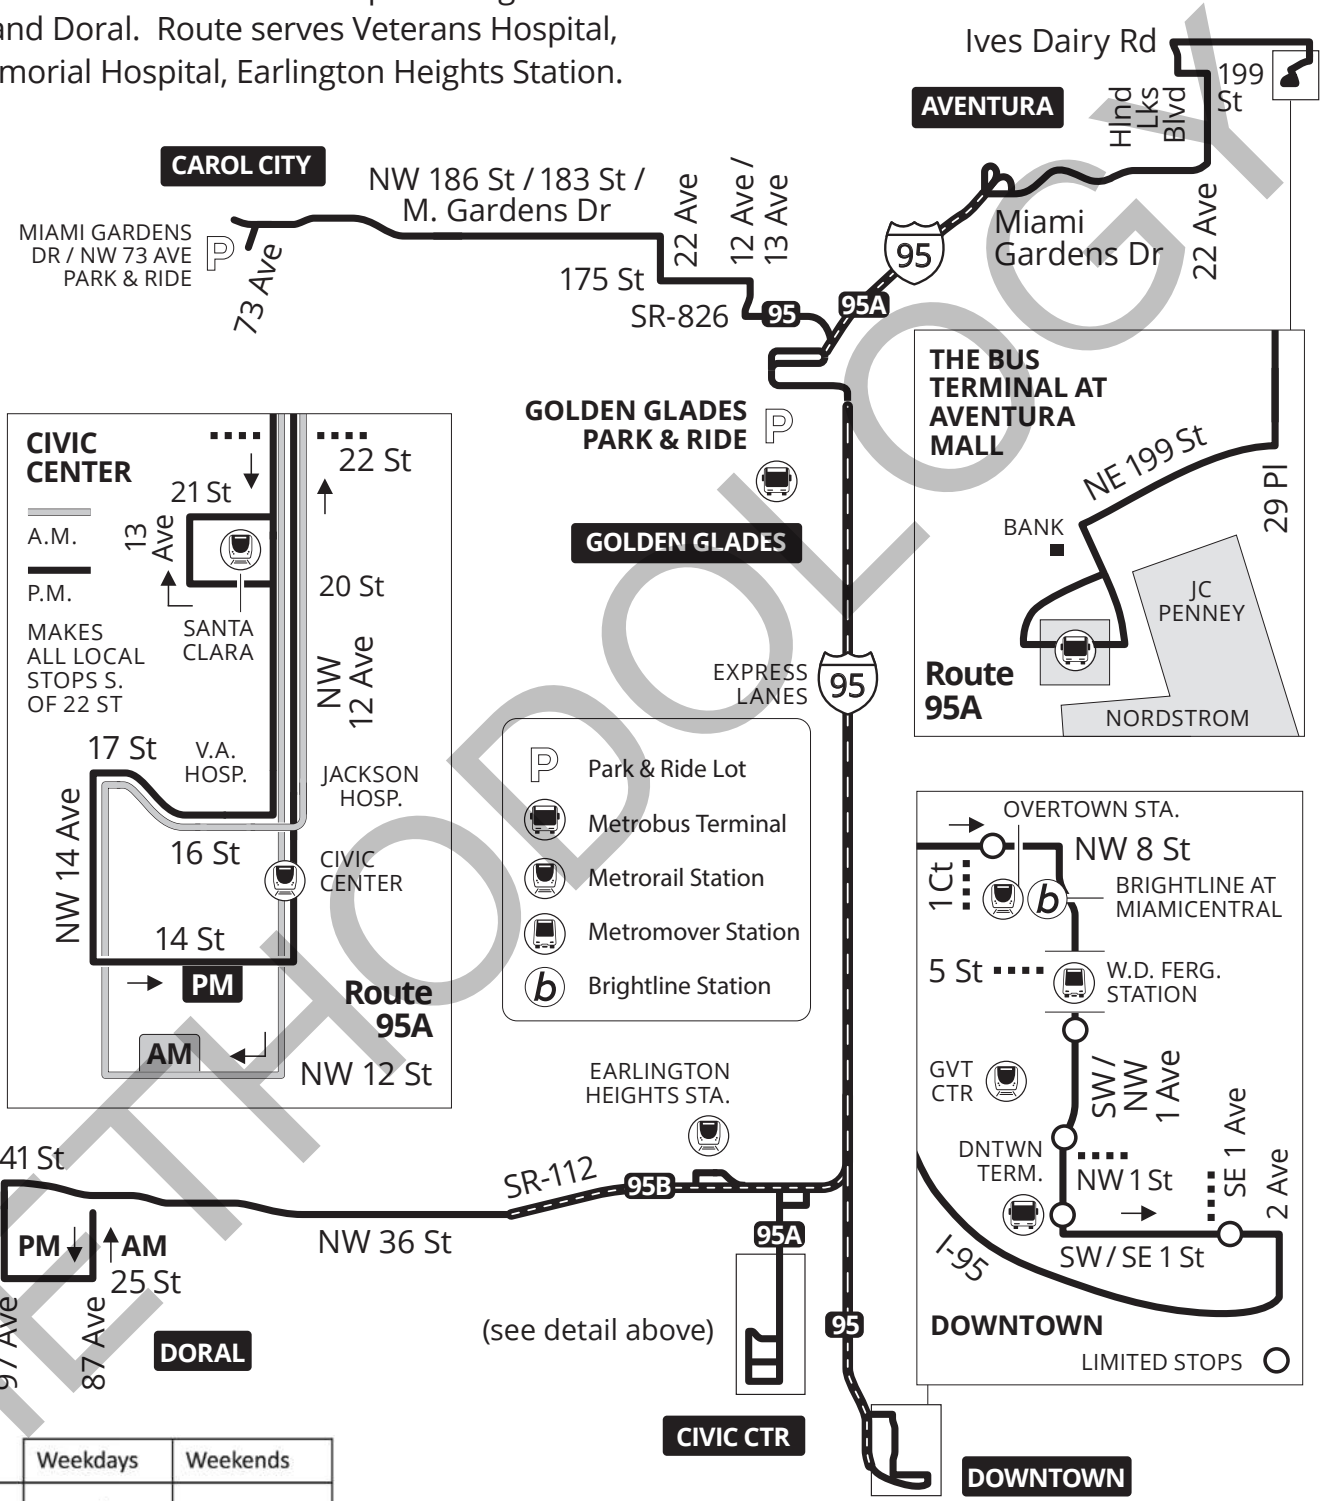 and Doral. Route serves Veterans Hospital,
morial Hospital, Earlington Heights Station.
Ives Dairy Rd
199
St
Hlnd
Lks
Blvd
AVENTURA
22 Ave
Miami
Gardens Dr
95
95A
CAROL CITY
NW 186 St / 183 St /
M. Gardens Dr
MIAMI GARDENS
DR / NW 73 AVE
PARK & RIDE
P
73 Ave
22 Ave
12 Ave /
13 Ave
175 St
SR-826
95
GOLDEN GLADES
PARK & RIDE
P
GOLDEN GLADES
EXPRESS
LANES
95
THE BUS
TERMINAL AT
AVENTURA
MALL
NE 199 St
29 Pl
BANK
JC
PENNEY
Route
95A
NORDSTROM
CIVIC
CENTER
22 St
21 St
A.M.
13
Ave
20 St
P.M.
MAKES
ALL LOCAL
STOPS S.
OF 22 ST
SANTA
CLARA
NW
12 Ave
17 St
V.A.
HOSP.
JACKSON
HOSP.
NW 14 Ave
16 St
CIVIC
CENTER
14 St
PM
Route
95A
AM
NW 12 St
P Park & Ride Lot
Metrobus Terminal
Metrorail Station
Metromover Station
b Brightline Station
OVERTOWN STA.
NW 8 St
1 Ct
b
BRIGHTLINE AT
MIAMICENTRAL
5 St
W.D. FERG.
STATION
GVT
CTR
SW /
NW
1 Ave
DNTWN
TERM.
NW 1 St
SE 1 Ave
2 Ave
SW / SE 1 St
I-95
DOWNTOWN
LIMITED STOPS
EARLINGTON
HEIGHTS STA.
41 St
SR-112
95B
NW 36 St
95A
PM
AM
25 St
97 Ave
87 Ave
DORAL
(see detail above)
95
CIVIC CTR
DOWNTOWN
Weekdays Weekends
ETHODOLOGY